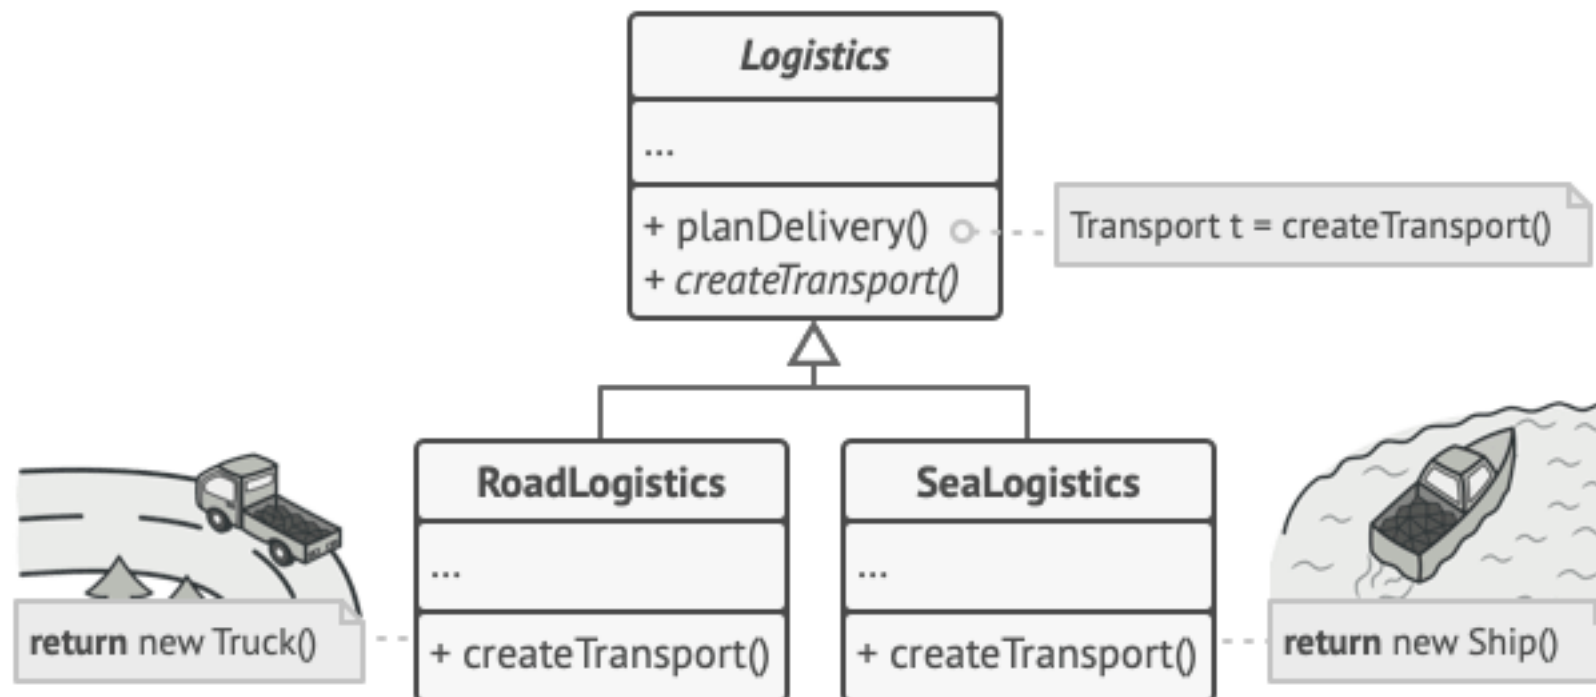 Logistics
...
+ planDelivery()
+ createTransport()
Transport t = createTransport()
RoadLogistics
...
+ createTransport()
return new Truck()
SeaLogistics
...
+ createTransport()
return new Ship()